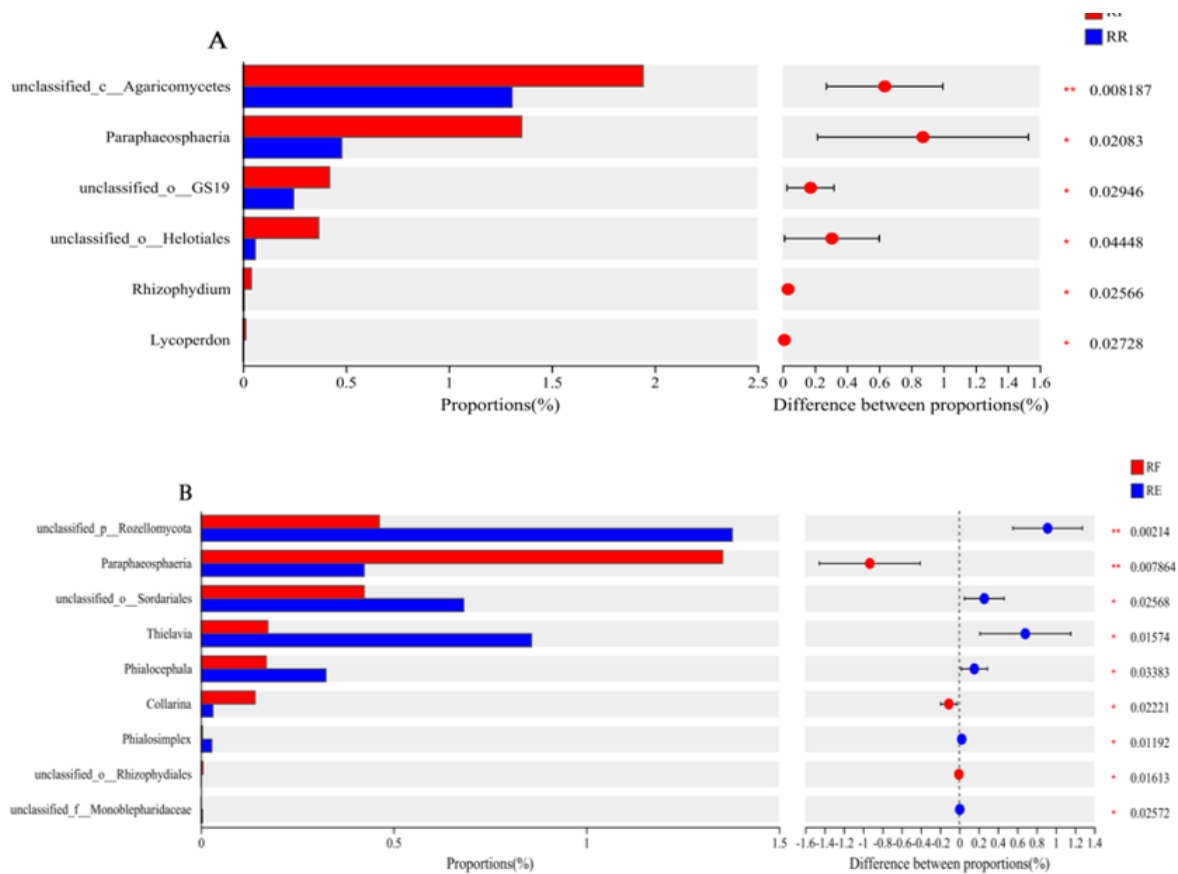 A
RR
unclassified_c__Agaricomycetes
** 0.008187
Paraphaeosphaeria
* 0.02083
unclassified_o__GS19
* 0.02946
unclassified_o__Helotiales
* 0.04448
Rhizophydium
* 0.02566
Lycoperdon
* 0.02728
0 0.5 1 1.5 2 2.5
0 0.2 0.4 0.6 0.8 1 1.2 1.4 1.6
Proportions(%)
Difference between proportions(%)
B
RF
RE
unclassified_p__Rozellomycota
** 0.00214
Paraphaeosphaeria
** 0.007864
unclassified_o__Sordariales
* 0.02568
Thielavia
* 0.01574
Phialocephala
* 0.03383
Collarina
* 0.02221
Phialosimplex
* 0.01192
unclassified_o__Rhizophydiales
* 0.01613
unclassified_f__Monoblepharidaceae
* 0.02572
0 0.5 1 1.5
-1.6 -1.4 -1.2 -1 -0.8 -0.6 -0.4 -0.2 0 0.2 0.4 0.6 0.8 1 1.2 1.4
Proportions(%)
Difference between proportions(%)